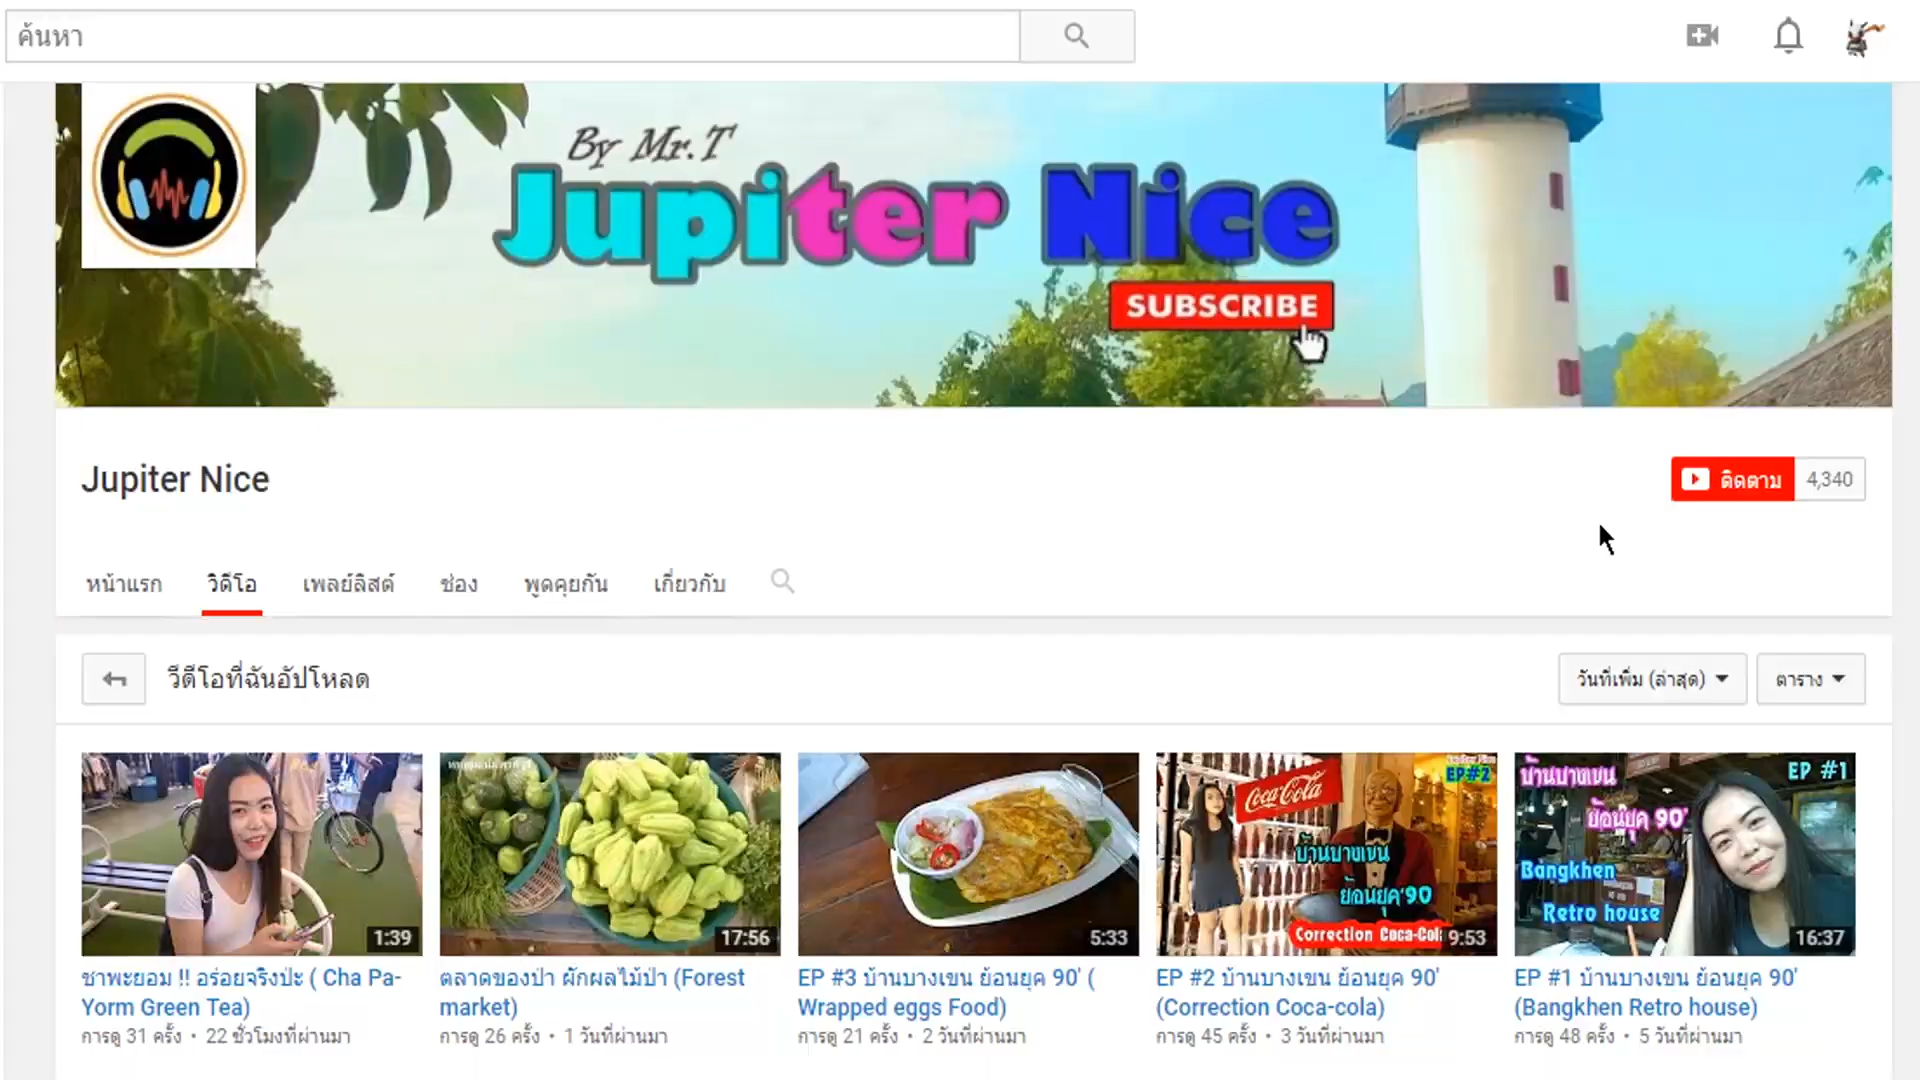 ค้นหา
By Mr.T
Jupiter Nice
SUBSCRIBE
Jupiter Nice
ติดตาม 4,340
หน้าแรก วิดีโอ เพลย์ลิสต์ ช่อง พูดคุยกัน เกี่ยวกับ
วีดีโอที่ฉันอัปโหลด
วันที่เพิ่ม (ล่าสุด) ตาราง
1:39
17:56
5:33
Coca-Cola
EP#2
บ้านบางเขน
ย้อนยุค'90
Correction Coca-Col
9:53
บ้านบางเขน
EP #1
ย้อนยุค 90'
Bangkhen
Retro house
16:37
ชาพะยอม !! อร่อยจริงป่ะ ( Cha Pa-
Yorm Green Tea)
การดู 31 ครั้ง • 22 ชั่วโมงที่ผ่านมา
ตลาดของป่า ผักผลไม้ป่า (Forest
market)
การดู 26 ครั้ง • 1 วันที่ผ่านมา
EP #3 บ้านบางเขน ย้อนยุค 90' (
Wrapped eggs Food)
การดู 21 ครั้ง • 2 วันที่ผ่านมา
EP #2 บ้านบางเขน ย้อนยุค 90'
(Correction Coca-cola)
การดู 45 ครั้ง • 3 วันที่ผ่านมา
EP #1 บ้านบางเขน ย้อนยุค 90'
(Bangkhen Retro house)
การดู 48 ครั้ง • 5 วันที่ผ่านมา